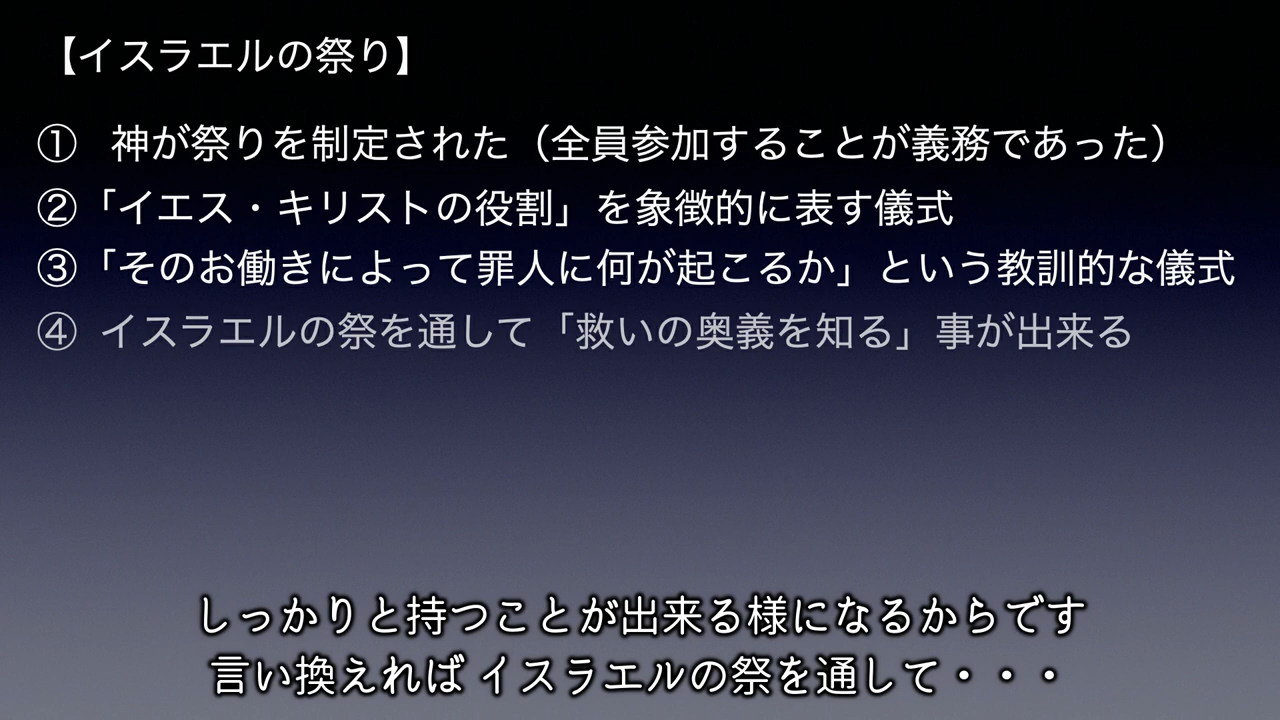 【イスラエルの祭り】
① 神が祭りを制定された（全員参加することが義務であった）
②「イエス・キリストの役割」を象徴的に表す儀式
③「そのお働きによって罪人に何が起こるか」という教訓的な儀式
④ イスラエルの祭を通して「救いの奥義を知る」事が出来る
しっかりと持つことが出来る様になるからです
言い換えれば イスラエルの祭を通して・・・